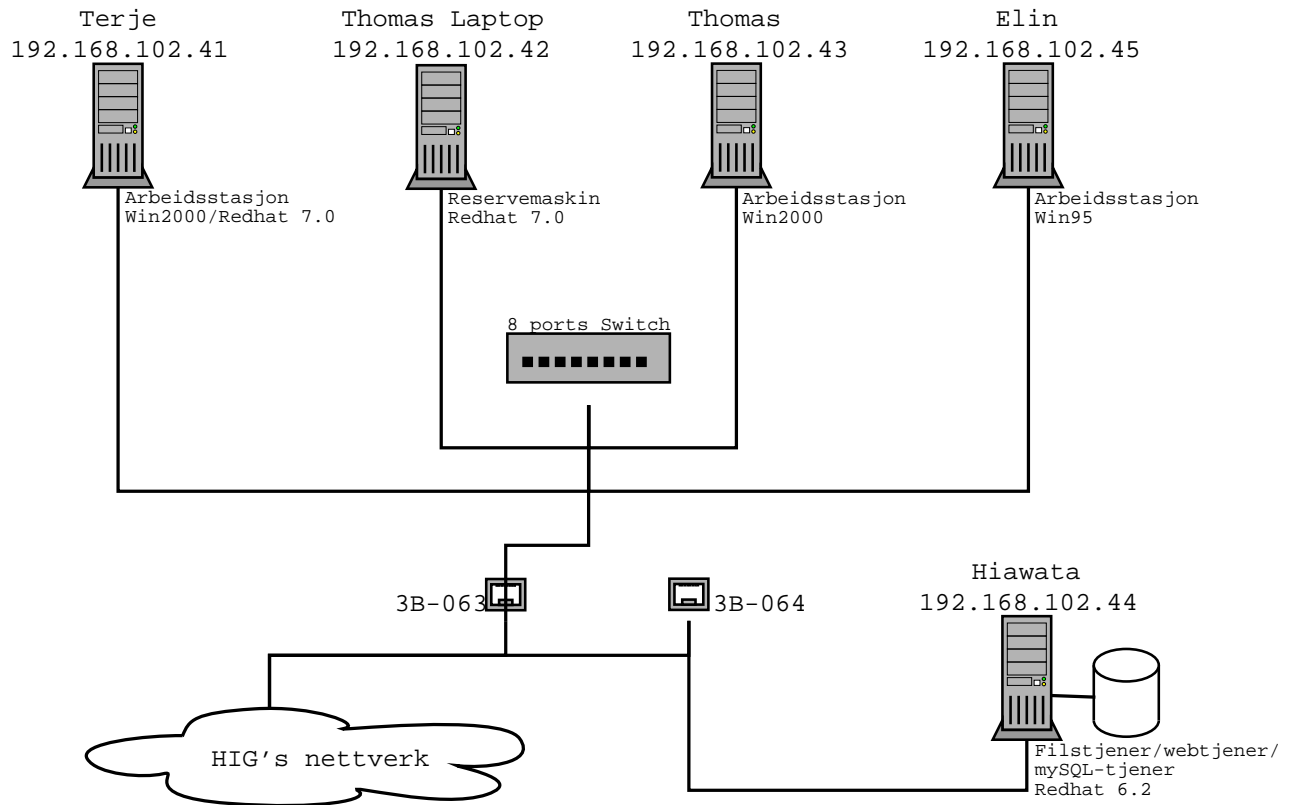 Terje
192.168.102.41
Thomas Laptop
192.168.102.42
Thomas
192.168.102.43
Elin
192.168.102.45
Arbeidsstasjon
Win2000/Redhat 7.0
Reservemaskin
Redhat 7.0
Arbeidsstasjon
Win2000
Arbeidsstasjon
Win95
8 ports Switch
3B-063
3B-064
Hiawata
192.168.102.44
HIG's nettverk
Filstjener/webtjener/
mySQL-tjener
Redhat 6.2